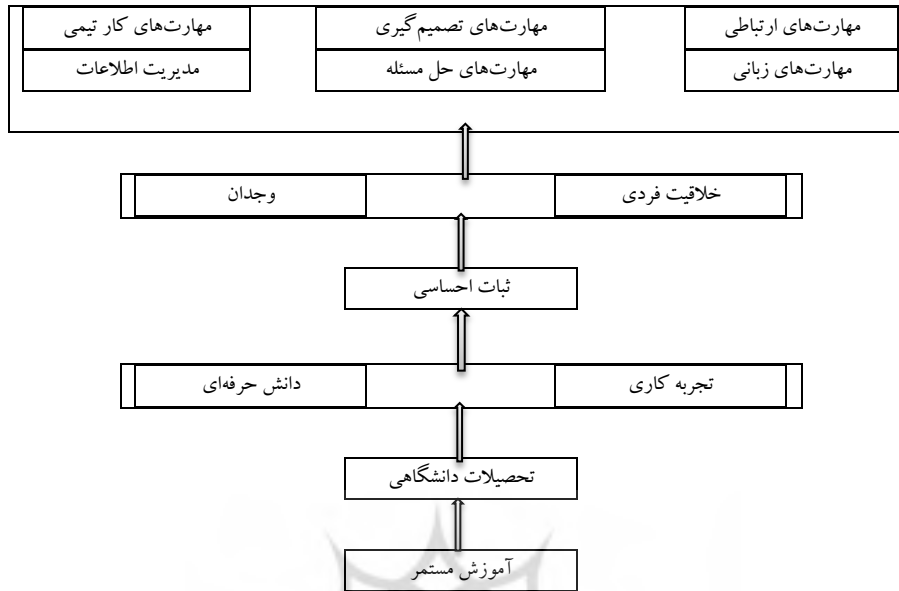 مهارت‌های ارتباطی
مهارت‌های تصمیم‌گیری
مهارت‌های کار تیمی
مهارت‌های زبانی
مهارت‌های حل مسئله
مدیریت اطلاعات
خلاقیت فردی
وجدان
ثبات احساسی
تجربه کاری
دانش حرفه‌ای
تحصیلات دانشگاهی
آموزش مستمر